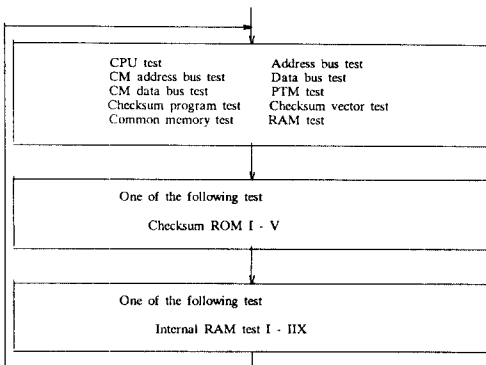 CPU test Address bus test
CM address bus test Data bus test
CM data bus test PTM test
Checksum program test Checksum vector test
Common memory test RAM test
One of the following test
Checksum ROM I - V
One of the following test
Internal RAM test I - IIX